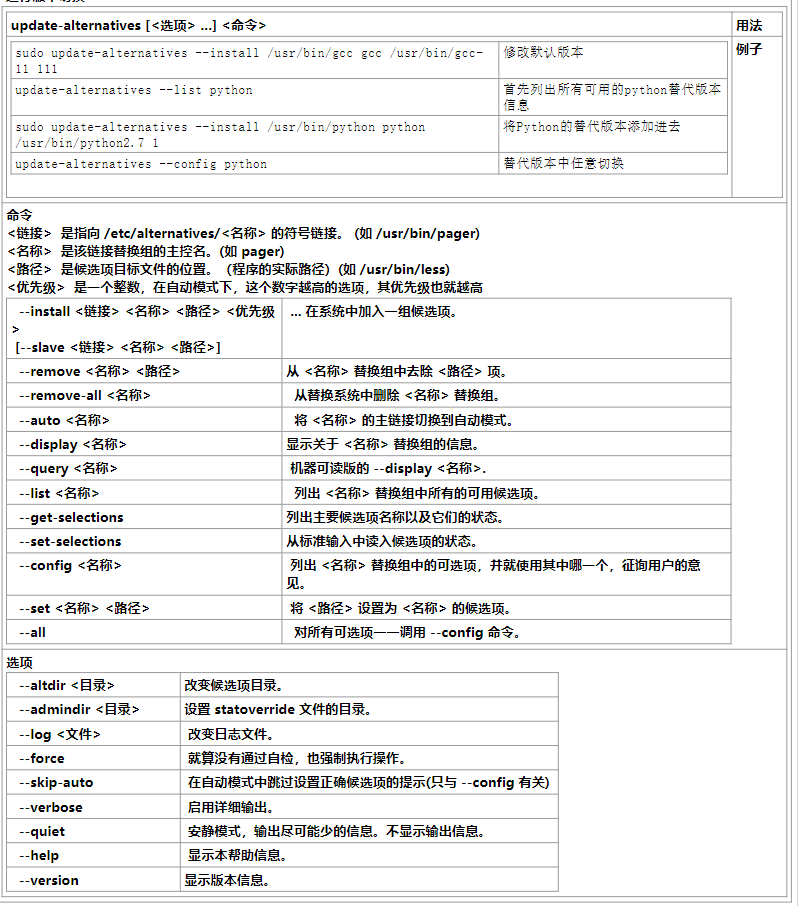 update-alternatives [<选项> ...] <命令>
用法
sudo update-alternatives --install /usr/bin/gcc gcc /usr/bin/gcc-
11 111
修改默认版本
例子
update-alternatives --list python
首先列出所有可用的python替代版本
信息
sudo update-alternatives --install /usr/bin/python python
/usr/bin/python2.7 1
将Python的替代版本添加进去
update-alternatives --config python
替代版本中任意切换
命令
<链接> 是指向 /etc/alternatives/<名称> 的符号链接。 (如 /usr/bin/pager)
<名称> 是该链接替换组的主控名。(如 pager)
<路径> 是候选项目标文件的位置。（程序的实际路径）(如 /usr/bin/less)
<优先级> 是一个整数，在自动模式下，这个数字越高的选项，其优先级也就越高
--install <链接> <名称> <路径> <优先级
>
[--slave <链接> <名称> <路径>]
... 在系统中加入一组候选项。
--remove <名称> <路径>
从 <名称> 替换组中去除 <路径> 项。
--remove-all <名称>
从替换系统中删除 <名称> 替换组。
--auto <名称>
将 <名称> 的主链接切换到自动模式。
--display <名称>
显示关于 <名称> 替换组的信息。
--query <名称>
机器可读版的 --display <名称>.
--list <名称>
列出 <名称> 替换组中所有的可用候选项。
--get-selections
列出主要候选项名称以及它们的状态。
--set-selections
从标准输入中读入候选项的状态。
--config <名称>
列出 <名称> 替换组中的可选项，并就使用其中哪一个，征询用户的意
见。
--set <名称> <路径>
将 <路径> 设置为 <名称> 的候选项。
--all
对所有可选项一一调用 --config 命令。
选项
--altdir <目录>
改变候选项目录。
--admindir <目录>
设置 statoverride 文件的目录。
--log <文件>
改变日志文件。
--force
就算没有通过自检，也强制执行操作。
--skip-auto
在自动模式中跳过设置正确候选项的提示(只与 --config 有关)
--verbose
启用详细输出。
--quiet
安静模式，输出尽可能少的信息。不显示输出信息。
--help
显示本帮助信息。
--version
显示版本信息。